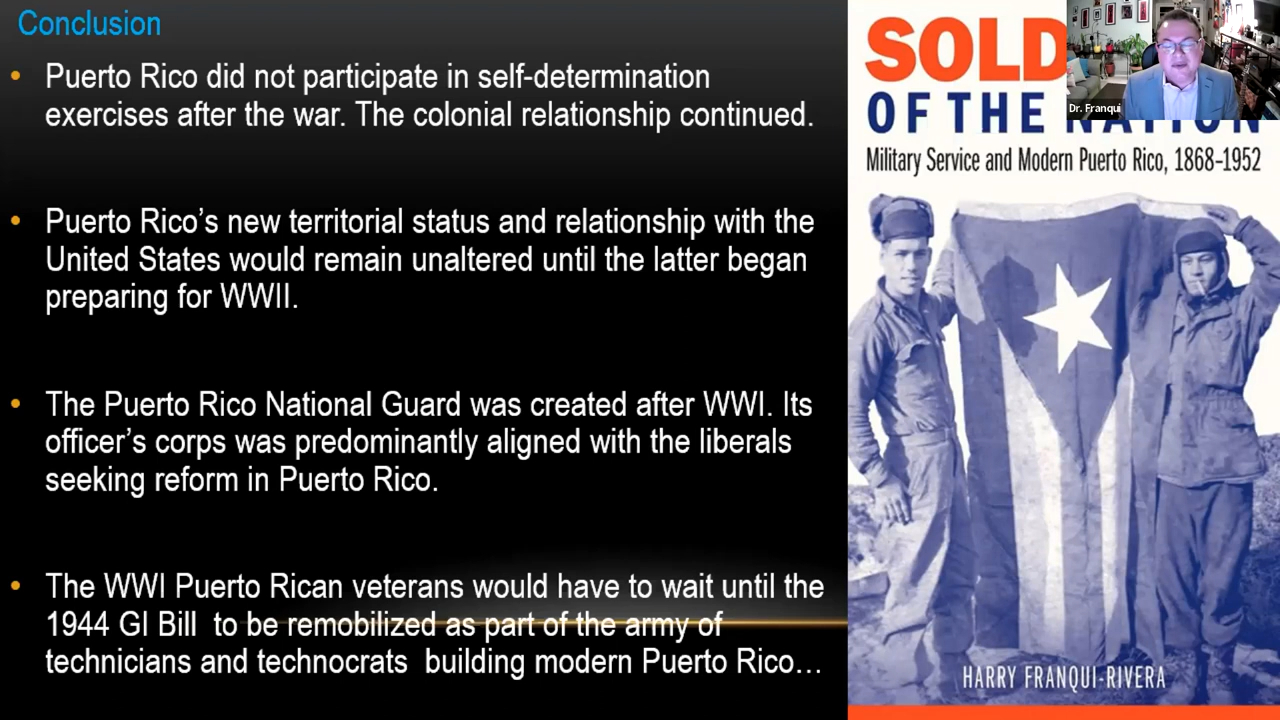 Conclusion
• Puerto Rico did not participate in self-determination
exercises after the war. The colonial relationship continued.
• Puerto Rico’s new territorial status and relationship with the
United States would remain unaltered until the latter began
preparing for WWII.
• The Puerto Rico National Guard was created after WWI. Its
officer’s corps was predominantly aligned with the liberals
seeking reform in Puerto Rico.
• The WWI Puerto Rican veterans would have to wait until the
1944 GI Bill to be remobilized as part of the army of
technicians and technocrats building modern Puerto Rico…
SOLD
OF THE NATION
Military Service and Modern Puerto Rico, 1868–1952
HARRY FRANQUI-RIVERA
Dr. Franqui